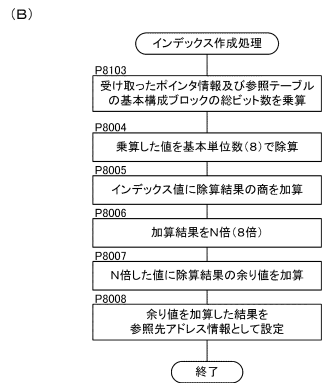 (B)
インデックス作成処理
P8103
受け取ったポインタ情報及び参照テーブル
の基本構成ブロックの総ビット数を乗算
P8004
乗算した値を基本単位数(8)で除算
P8005
インデックス値に除算結果の商を加算
P8006
加算結果をN倍(8倍)
P8007
N倍した値に除算結果の余り値を加算
P8008
余り値を加算した結果を
参照先アドレス情報として設定
終了